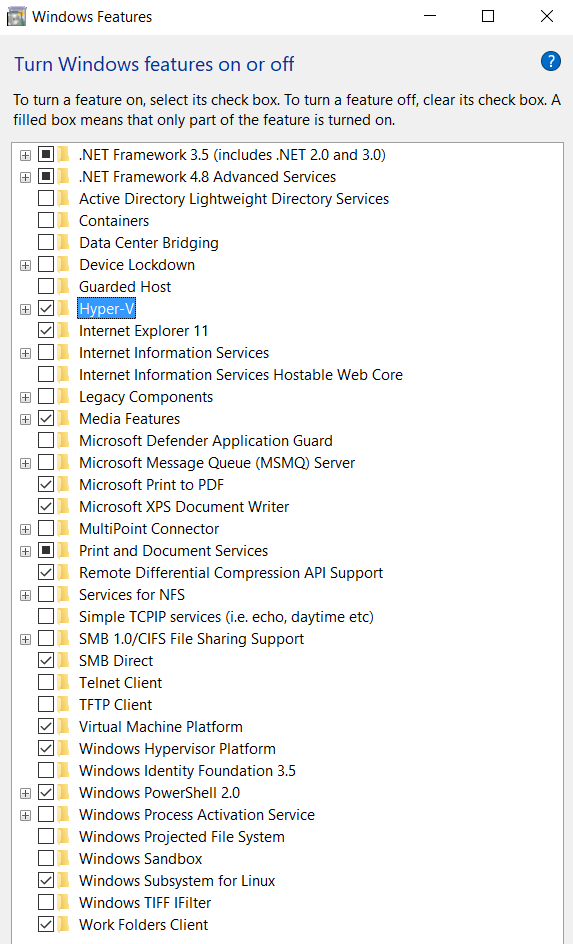 Windows Features
Turn Windows features on or off
?
To turn a feature on, select its check box. To turn a feature off, clear its check box. A
filled box means that only part of the feature is turned on.
.NET Framework 3.5 (includes .NET 2.0 and 3.0)
.NET Framework 4.8 Advanced Services
Active Directory Lightweight Directory Services
Containers
Data Center Bridging
Device Lockdown
Guarded Host
Hyper-V
Internet Explorer 11
Internet Information Services
Internet Information Services Hostable Web Core
Legacy Components
Media Features
Microsoft Defender Application Guard
Microsoft Message Queue (MSMQ) Server
Microsoft Print to PDF
Microsoft XPS Document Writer
MultiPoint Connector
Print and Document Services
Remote Differential Compression API Support
Services for NFS
Simple TCPIP services (i.e. echo, daytime etc)
SMB 1.0/CIFS File Sharing Support
SMB Direct
Telnet Client
TFTP Client
Virtual Machine Platform
Windows Hypervisor Platform
Windows Identity Foundation 3.5
Windows PowerShell 2.0
Windows Process Activation Service
Windows Projected File System
Windows Sandbox
Windows Subsystem for Linux
Windows TIFF IFilter
Work Folders Client